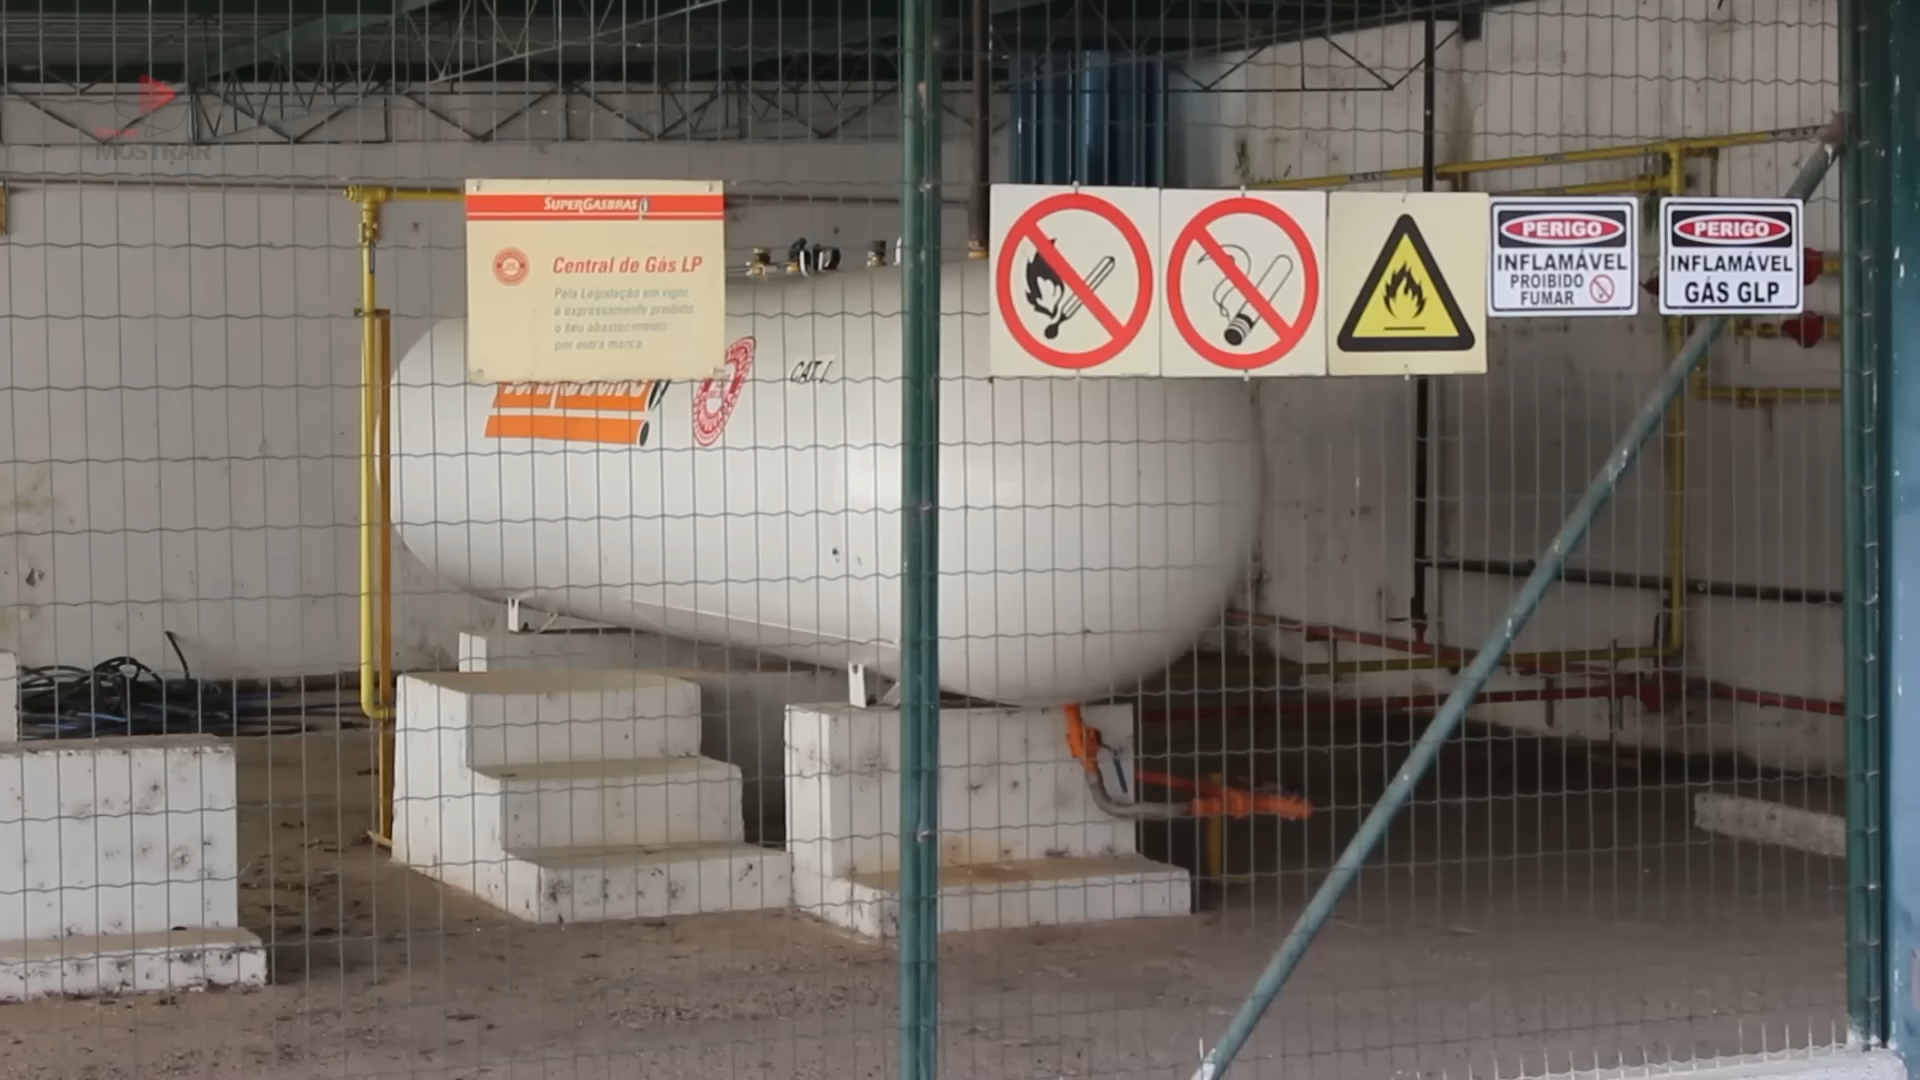 MOSTRAR
SUPERGASBRAS
Central de Gás LP
Pela Legislação em vigor,
é expressamente proibido
o seu abastecimento
por outra marca
CAT. I
PERIGO
INFLAMÁVEL
PROIBIDO
FUMAR
PERIGO
INFLAMÁVEL
GÁS GLP